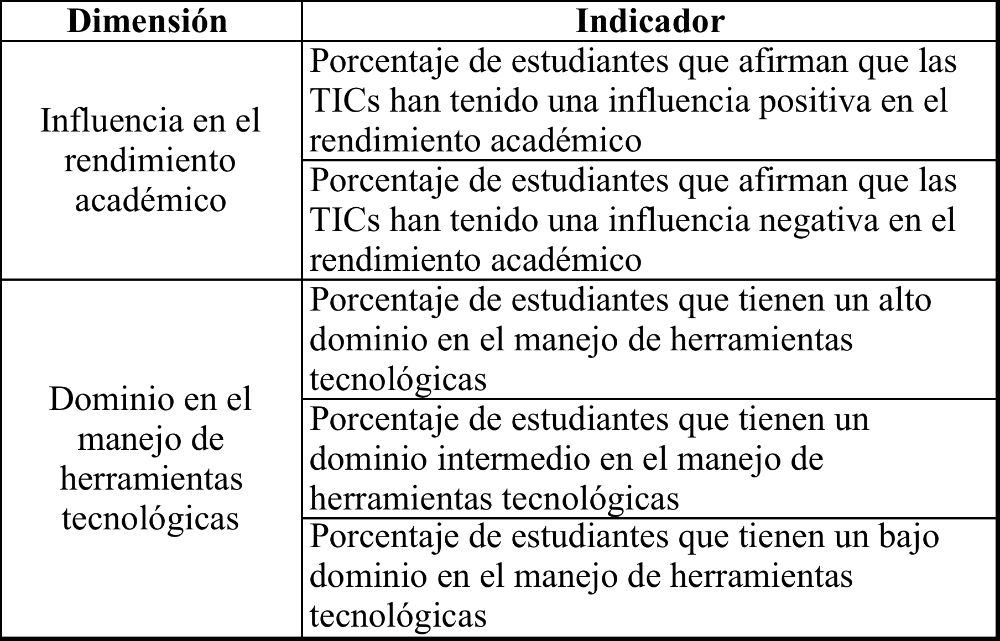 Dimensión
Indicador
Influencia en el
rendimiento
académico
Porcentaje de estudiantes que afirman que las
TICs han tenido una influencia positiva en el
rendimiento académico
Porcentaje de estudiantes que afirman que las
TICs han tenido una influencia negativa en el
rendimiento académico
Dominio en el
manejo de
herramientas
tecnológicas
Porcentaje de estudiantes que tienen un alto
dominio en el manejo de herramientas
tecnológicas
Porcentaje de estudiantes que tienen un
dominio intermedio en el manejo de
herramientas tecnológicas
Porcentaje de estudiantes que tienen un bajo
dominio en el manejo de herramientas
tecnológicas